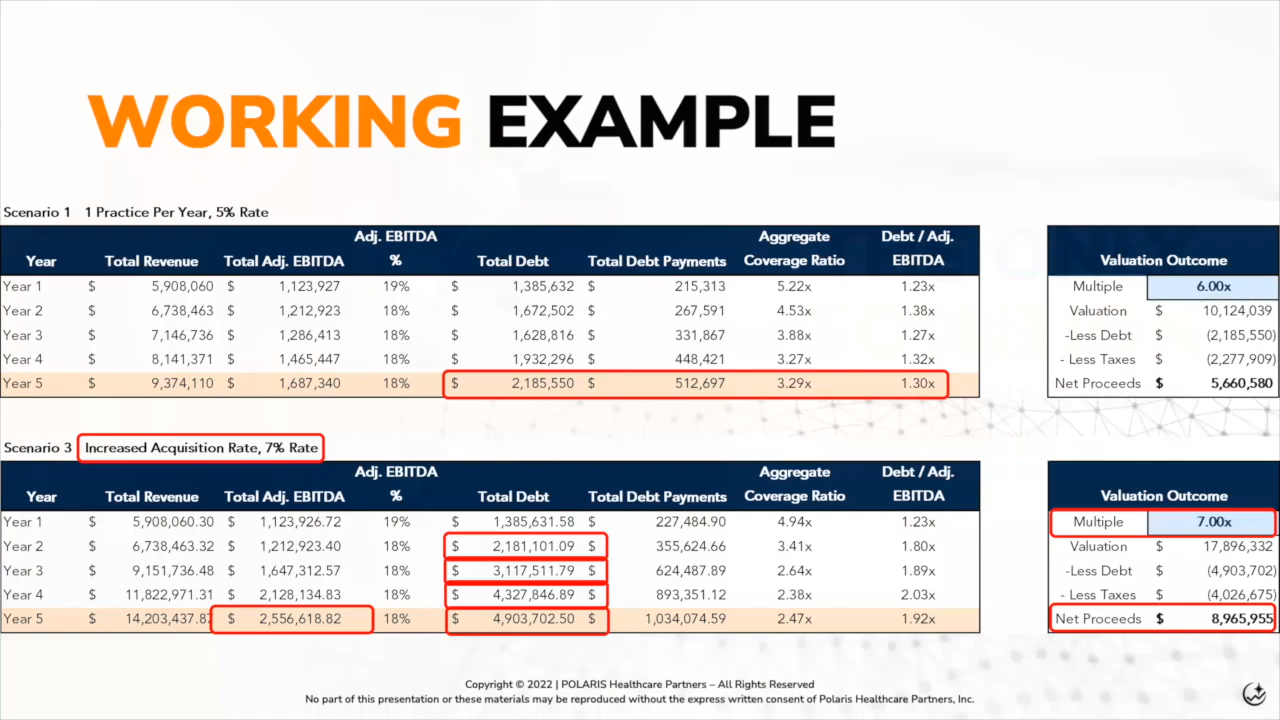 WORKING EXAMPLE
Scenario 1 1 Practice Per Year, 5% Rate
Adj. EBITDA Aggregate Debt / Adj.
Year Total Revenue Total Adj. EBITDA % Total Debt Total Debt Payments Coverage Ratio EBITDA Valuation Outcome
Year 1 $ 5,908,060 $ 1,123,927 19% $ 1,385,632 $ 215,313 5.22x 1.23x Multiple 6.00x
Year 2 $ 6,738,463 $ 1,212,923 18% $ 1,672,502 $ 267,591 4.53x 1.38x Valuation $ 10,124,039
Year 3 $ 7,146,736 $ 1,286,413 18% $ 1,628,816 $ 331,867 3.88x 1.27x -Less Debt $ (2,185,550)
Year 4 $ 8,141,371 $ 1,465,447 18% $ 1,932,296 $ 448,421 3.27x 1.32x - Less Taxes $ (2,277,909)
Year 5 $ 9,374,110 $ 1,687,340 18% $ 2,185,550 $ 512,697 3.29x 1.30x Net Proceeds $ 5,660,580
Scenario 3 Increased Acquisition Rate, 7% Rate
Adj. EBITDA Aggregate Debt / Adj.
Year Total Revenue Total Adj. EBITDA % Total Debt Total Debt Payments Coverage Ratio EBITDA Valuation Outcome
Year 1 $ 5,908,060.30 $ 1,123,926.72 19% $ 1,385,631.58 $ 227,484.90 4.94x 1.23x Multiple 7.00x
Year 2 $ 6,738,463.32 $ 1,212,923.40 18% $ 2,181,101.09 $ 355,624.66 3.41x 1.80x Valuation $ 17,896,332
Year 3 $ 9,151,736.48 $ 1,647,312.57 18% $ 3,117,511.79 $ 624,487.89 2.64x 1.89x -Less Debt $ (4,903,702)
Year 4 $ 11,822,971.31 $ 2,128,134.83 18% $ 4,327,846.89 $ 893,351.12 2.38x 2.03x - Less Taxes $ (4,026,675)
Year 5 $ 14,203,437.87 $ 2,556,618.82 18% $ 4,903,702.50 $ 1,034,074.59 2.47x 1.92x Net Proceeds $ 8,965,955
Copyright © 2022 | POLARIS Healthcare Partners – All Rights Reserved
No part of this presentation or these materials may be reproduced without the express written consent of Polaris Healthcare Partners, Inc.